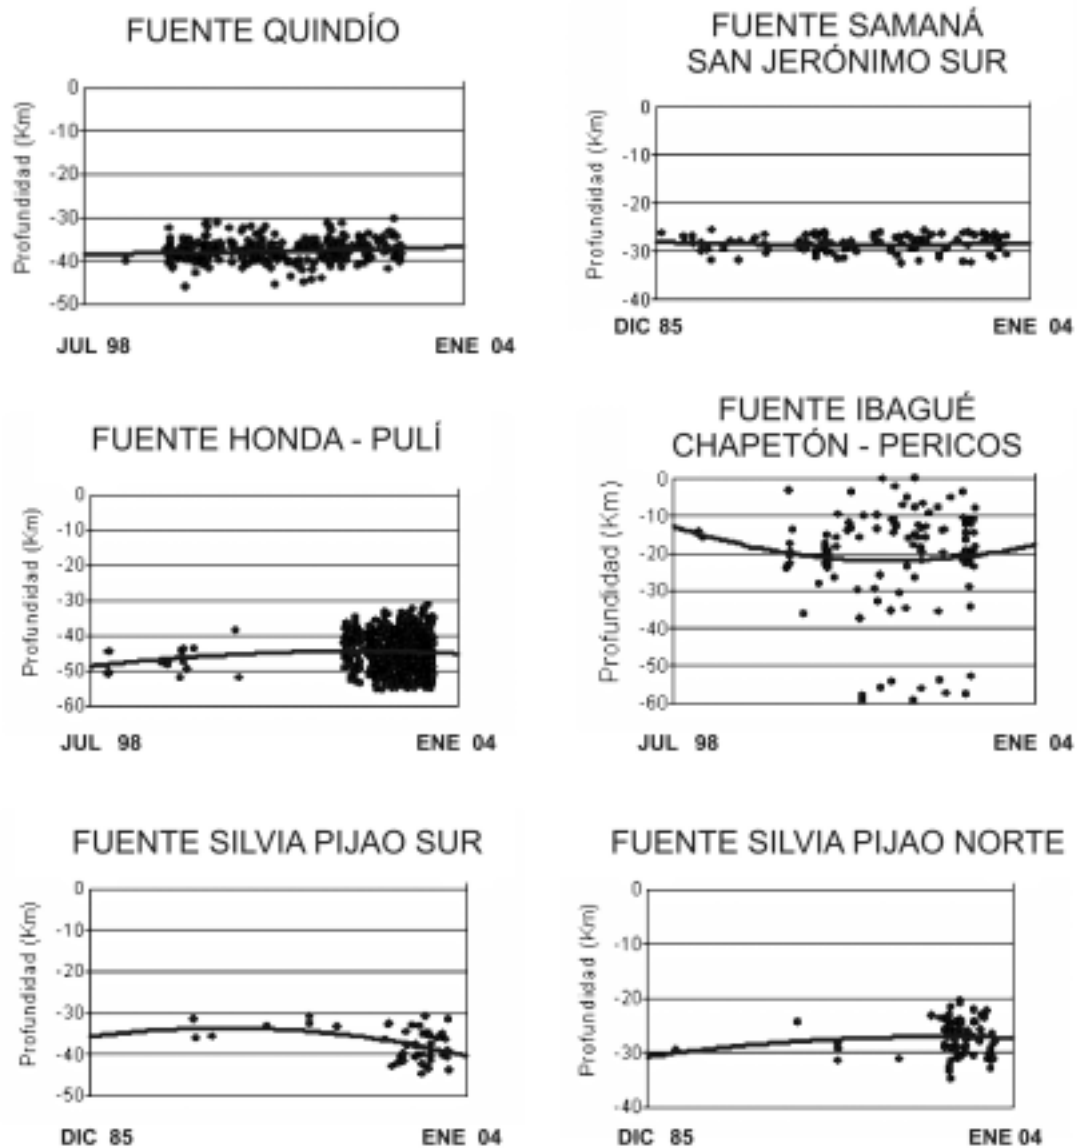 FUENTE QUINDÍO
Profundidad (Km)
0
-10
-20
-30
-40
-50
JUL 98
ENE 04
FUENTE SAMANÁ
SAN JERÓNIMO SUR
Profundidad (Km)
0
-10
-20
-30
-40
DIC 85
ENE 04
FUENTE HONDA - PULÍ
Profundidad (Km)
0
-10
-20
-30
-40
-50
-60
JUL 98
ENE 04
FUENTE IBAGUÉ
CHAPETÓN - PERICOS
Profundidad (Km)
0
-10
-20
-30
-40
-50
-60
JUL 98
ENE 04
FUENTE SILVIA PIJAO SUR
Profundidad (Km)
0
-10
-20
-30
-40
-50
DIC 85
ENE 04
FUENTE SILVIA PIJAO NORTE
Profundidad (Km)
0
-10
-20
-30
-40
DIC 85
ENE 04